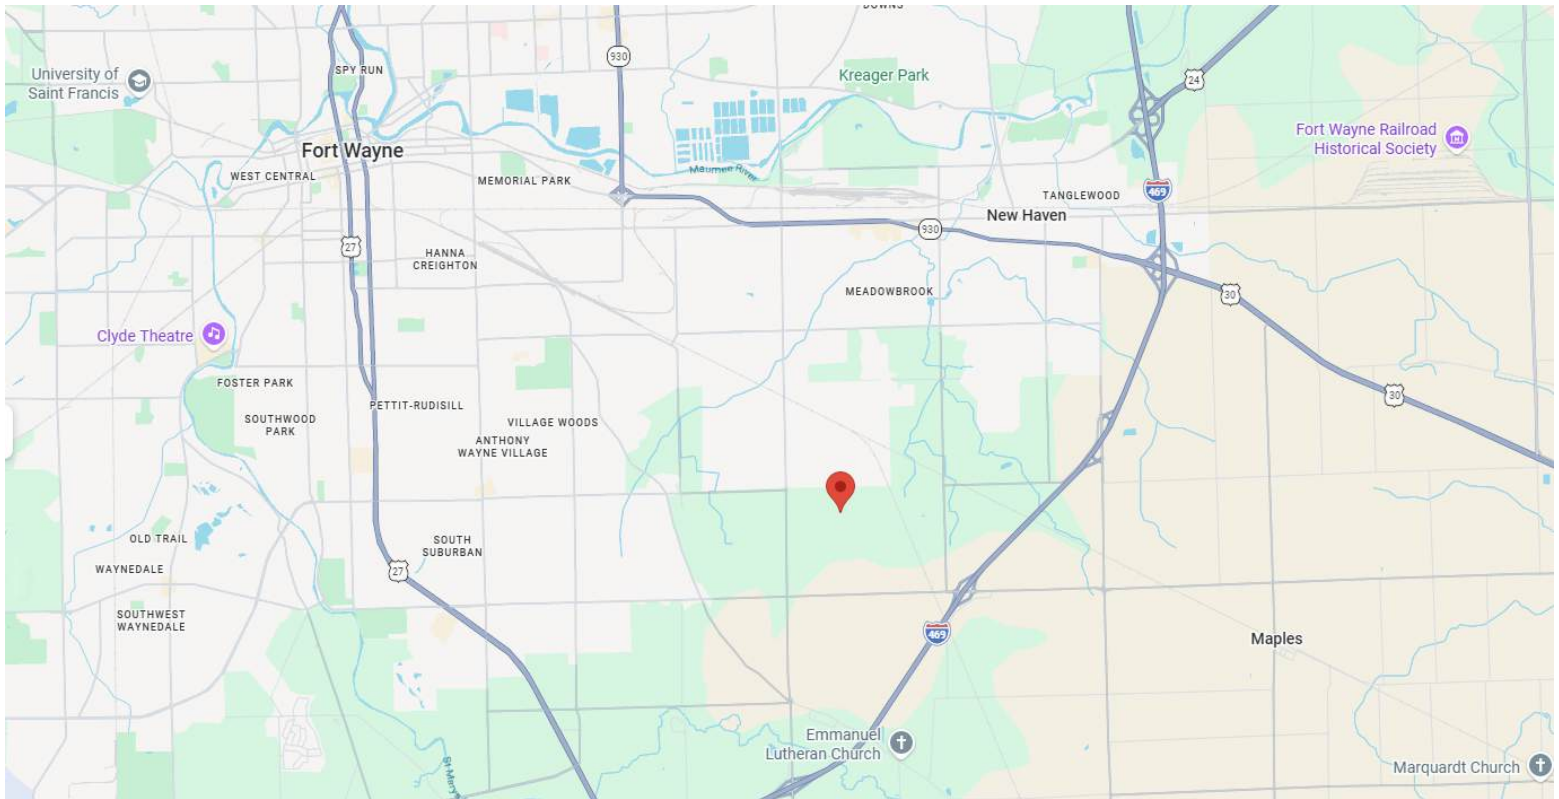 DOWNS
930
University of
Saint Francis
SPY RUN
Kreager Park
24
Fort Wayne Railroad
Historical Society
Fort Wayne
WEST CENTRAL
MEMORIAL PARK
Maumee River
TANGLEWOOD
469
New Haven
930
27
HANNA
CREIGHTON
MEADOWBROOK
30
Clyde Theatre
FOSTER PARK
30
PETTIT-RUDISILL
SOUTHWOOD
PARK
VILLAGE WOODS
ANTHONY
WAYNE VILLAGE
OLD TRAIL
SOUTH
SUBURBAN
WAYNEDALE
27
SOUTHWEST
WAYNEDALE
469
Maples
Emmanuel
Lutheran Church
Marquardt Church